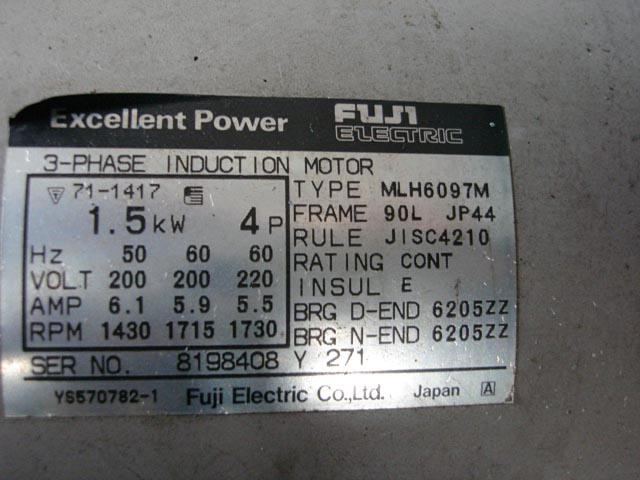 Excellent Power FUJI ELECTRIC
3-PHASE INDUCTION MOTOR
71-1417
1.5kW 4P
Hz 50 60 60
VOLT 200 200 220
AMP 6.1 5.9 5.5
RPM 1430 1715 1730
TYPE MLH6097M
FRAME 90L JP44
RULE JISC4210
RATING CONT
INSUL E
BRG D-END 6205ZZ
BRG N-END 6205ZZ
SER NO. 8198408 Y 271
YS570782-1 Fuji Electric Co.,Ltd. Japan A